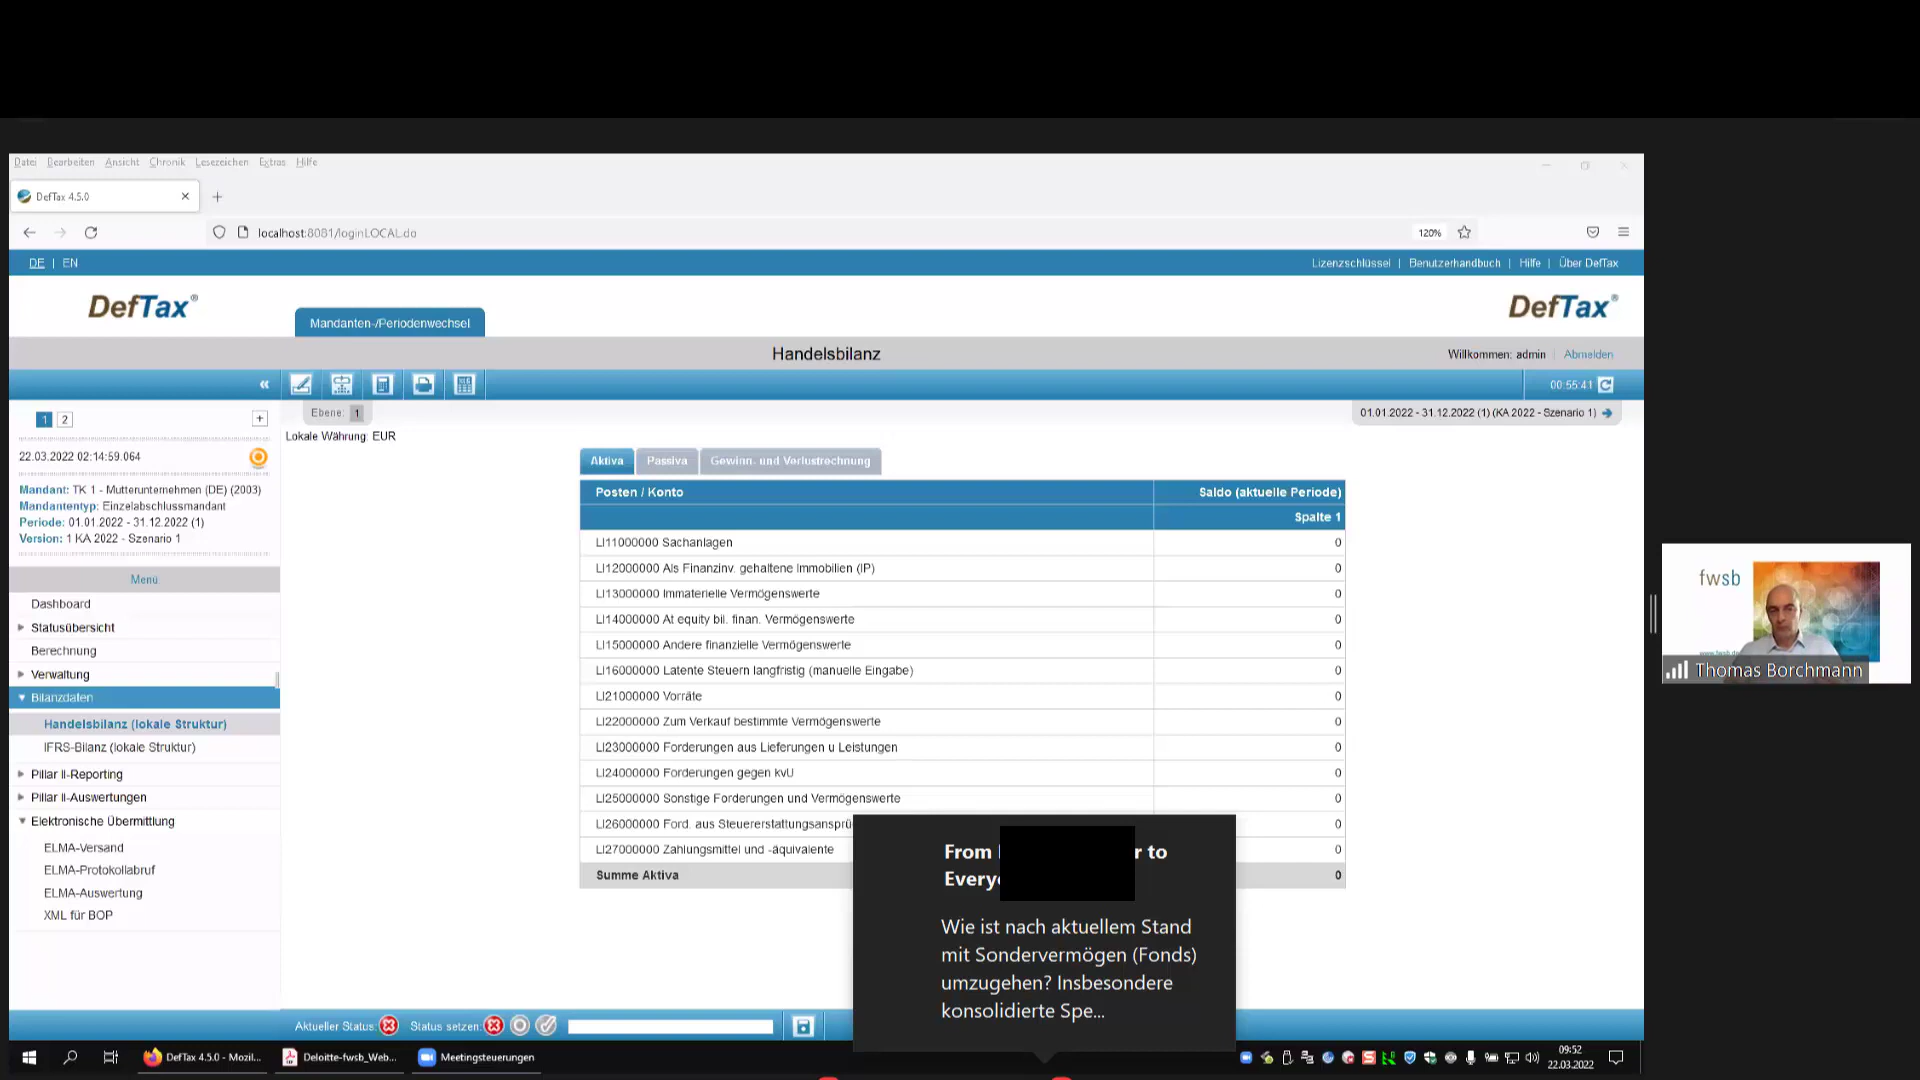 Datei Bearbeiten Ansicht Chronik Lesezeichen Extras Hilfe
DefTax 4.5.0
localhost:8081/loginLOCAL.do
120%
DE | EN
Lizenzschlüssel | Benutzerhandbuch | Hilfe | Über DefTax
DefTax®
Mandanten-/Periodenwechsel
DefTax®
Handelsbilanz
Willkommen: admin
Abmelden
00:55:41
1 2
Ebene: 1
01.01.2022 - 31.12.2022 (1) (KA 2022 - Szenario 1)
Lokale Währung: EUR
22.03.2022 02:14:59.064
Mandant: TK 1 - Mutterunternehmen (DE) (2003)
Mandantentyp: Einzelabschlussmandant
Periode: 01.01.2022 - 31.12.2022 (1)
Version: 1 KA 2022 - Szenario 1
Menü
Dashboard
Statusübersicht
Berechnung
Verwaltung
Bilanzdaten
Handelsbilanz (lokale Struktur)
IFRS-Bilanz (lokale Struktur)
Pillar II-Reporting
Pillar II-Auswertungen
Elektronische Übermittlung
ELMA-Versand
ELMA-Protokollabruf
ELMA-Auswertung
XML für BOP
Aktiva Passiva Gewinn- und Verlustrechnung
Posten / Konto Saldo (aktuelle Periode)
Spalte 1
LI11000000 Sachanlagen 0
LI12000000 Als Finanzinv. gehaltene Immobilien (IP) 0
LI13000000 Immaterielle Vermögenswerte 0
LI14000000 At equity bil. finan. Vermögenswerte 0
LI15000000 Andere finanzielle Vermögenswerte 0
LI16000000 Latente Steuern langfristig (manuelle Eingabe) 0
LI21000000 Vorräte 0
LI22000000 Zum Verkauf bestimmte Vermögenswerte 0
LI23000000 Forderungen aus Lieferungen u Leistungen 0
LI24000000 Forderungen gegen kvU 0
LI25000000 Sonstige Forderungen und Vermögenswerte 0
LI26000000 Ford. aus Steuererstattungsansprü 0
LI27000000 Zahlungsmittel und -äquivalente 0
Summe Aktiva 0
From r to
Every
Wie ist nach aktuellem Stand
mit Sondervermögen (Fonds)
umzugehen? Insbesondere
konsolidierte Spe...
Aktueller Status: Status setzen:
DefTax 4.5.0 - Mozil...
Deloitte-fwsb_Web...
Meetingsteuerungen
09:52
22.03.2022
fwsb
Thomas Borchmann